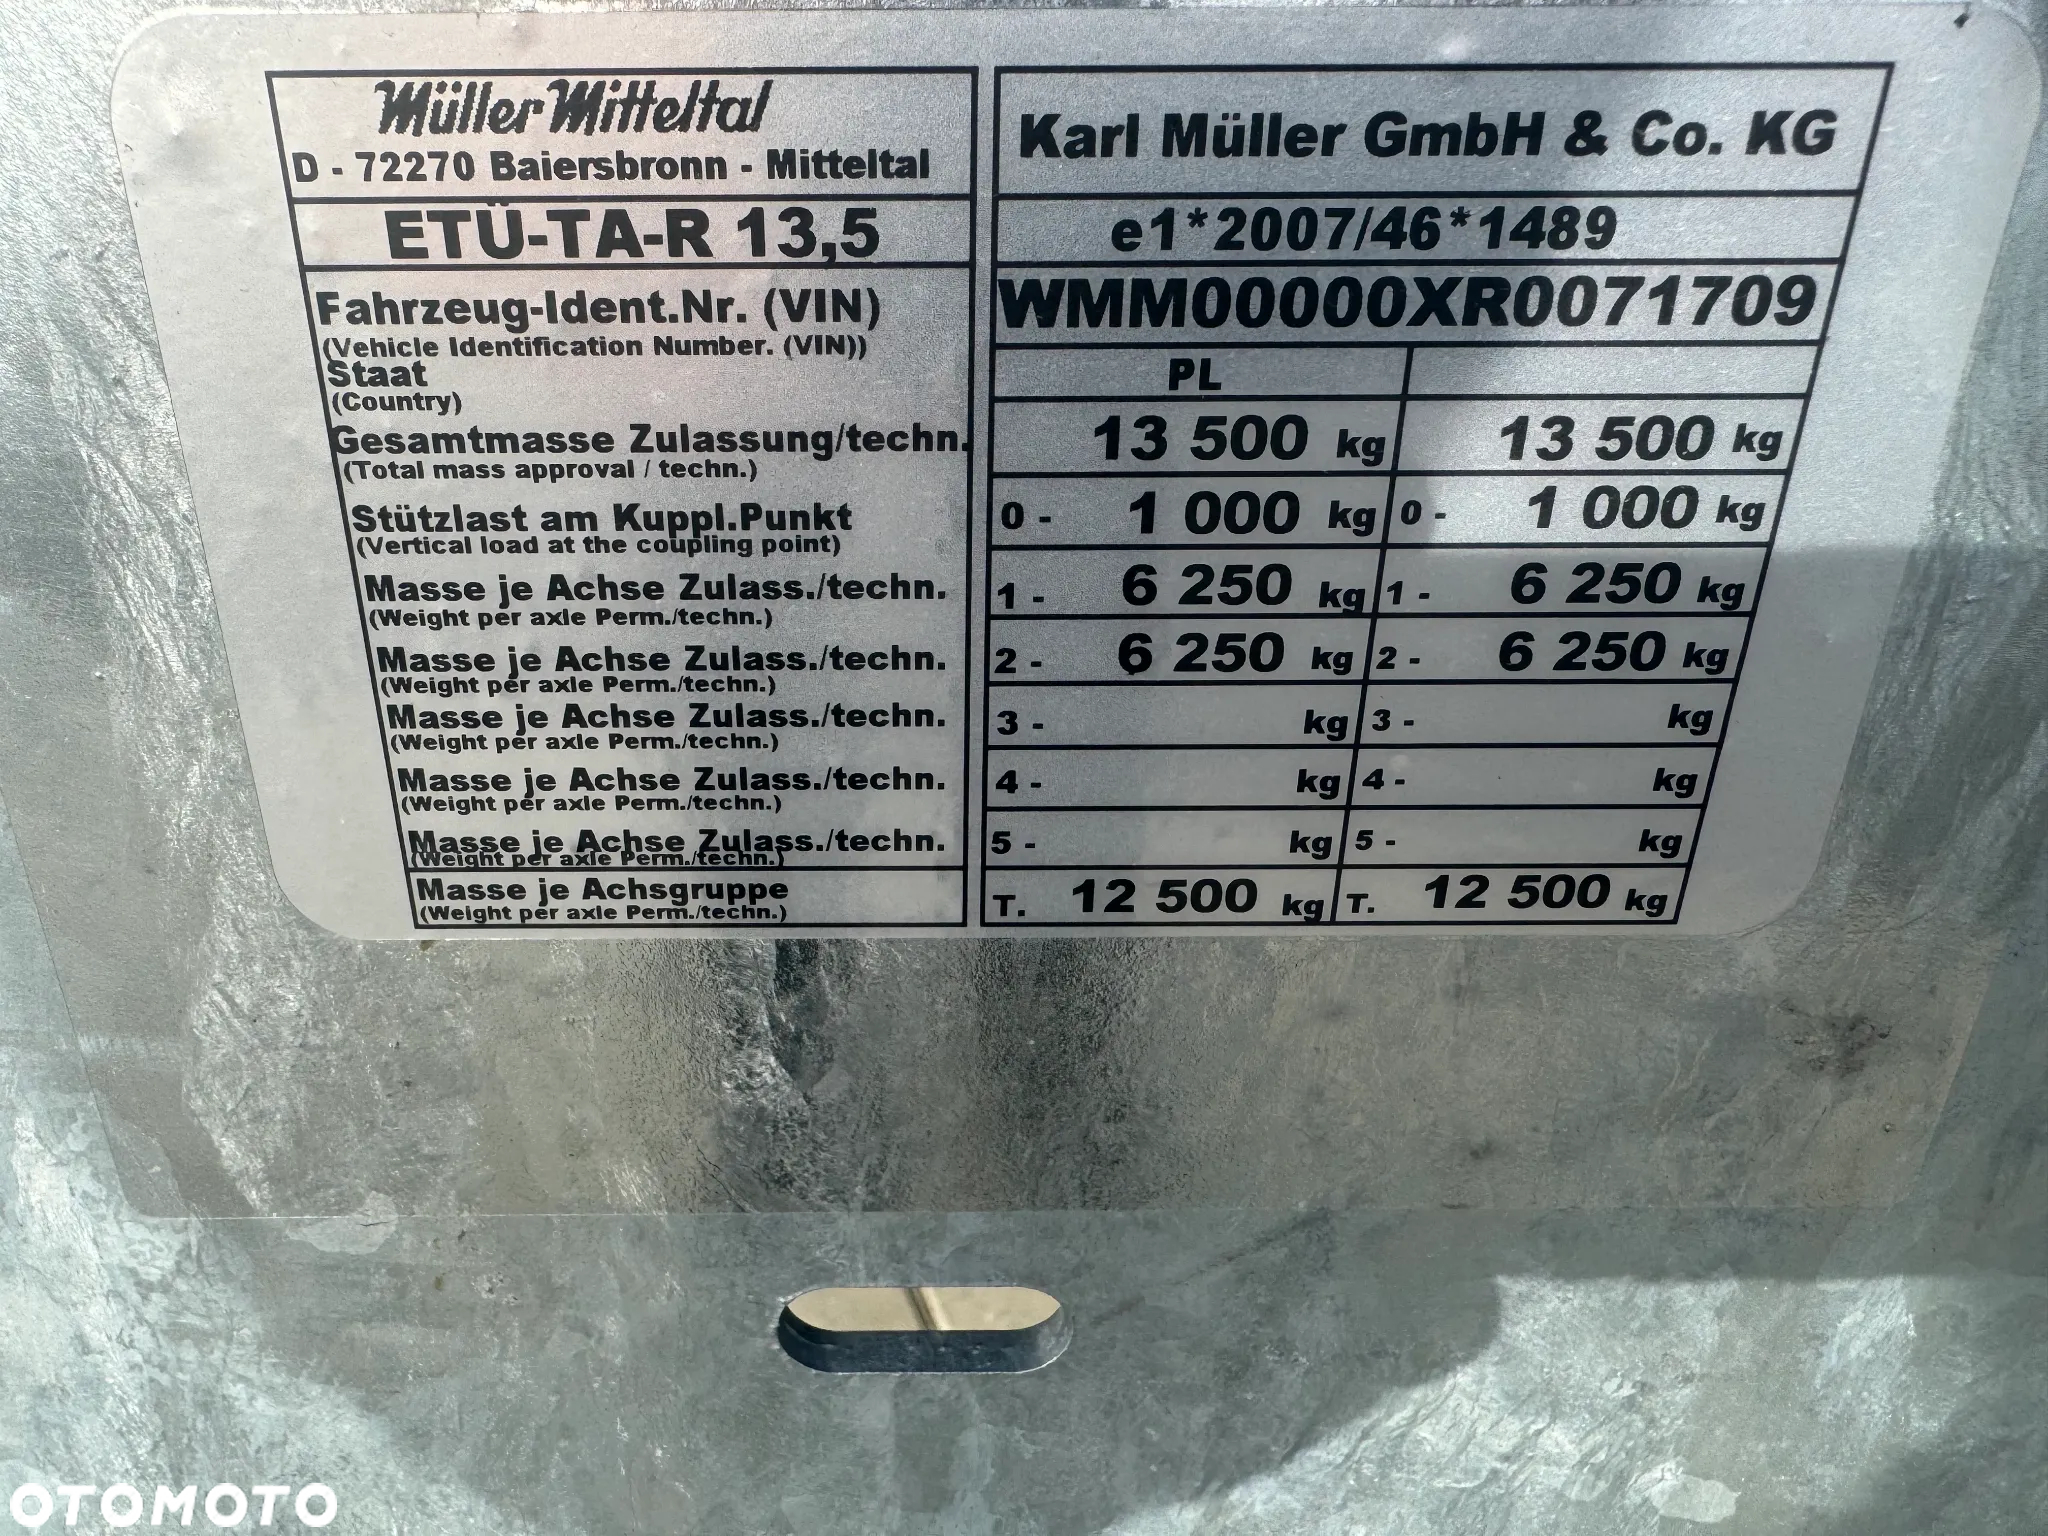 Müller Mitteltal
D - 72270 Baiersbronn - Mitteltal
Karl Müller GmbH & Co. KG
ETÜ-TA-R 13,5
e1*2007/46*1489
Fahrzeug-Ident.Nr. (VIN)
(Vehicle Identification Number. (VIN))
WMM00000XR0071709
Staat
(Country)
PL
Gesamtmasse Zulassung/techn.
(Total mass approval / techn.)
13 500 kg 13 500 kg
Stützlast am Kuppl.Punkt
(Vertical load at the coupling point)
0 - 1 000 kg 0 - 1 000 kg
Masse je Achse Zulass./techn.
(Weight per axle Perm./techn.)
1 - 6 250 kg 1 - 6 250 kg
Masse je Achse Zulass./techn.
(Weight per axle Perm./techn.)
2 - 6 250 kg 2 - 6 250 kg
Masse je Achse Zulass./techn.
(Weight per axle Perm./techn.)
3 - kg 3 - kg
Masse je Achse Zulass./techn.
(Weight per axle Perm./techn.)
4 - kg 4 - kg
Masse je Achse Zulass./techn.
(Weight per axle Perm./techn.)
5 - kg 5 - kg
Masse je Achsgruppe
(Weight per axle Perm./techn.)
T. 12 500 kg T. 12 500 kg
OTOMOTO